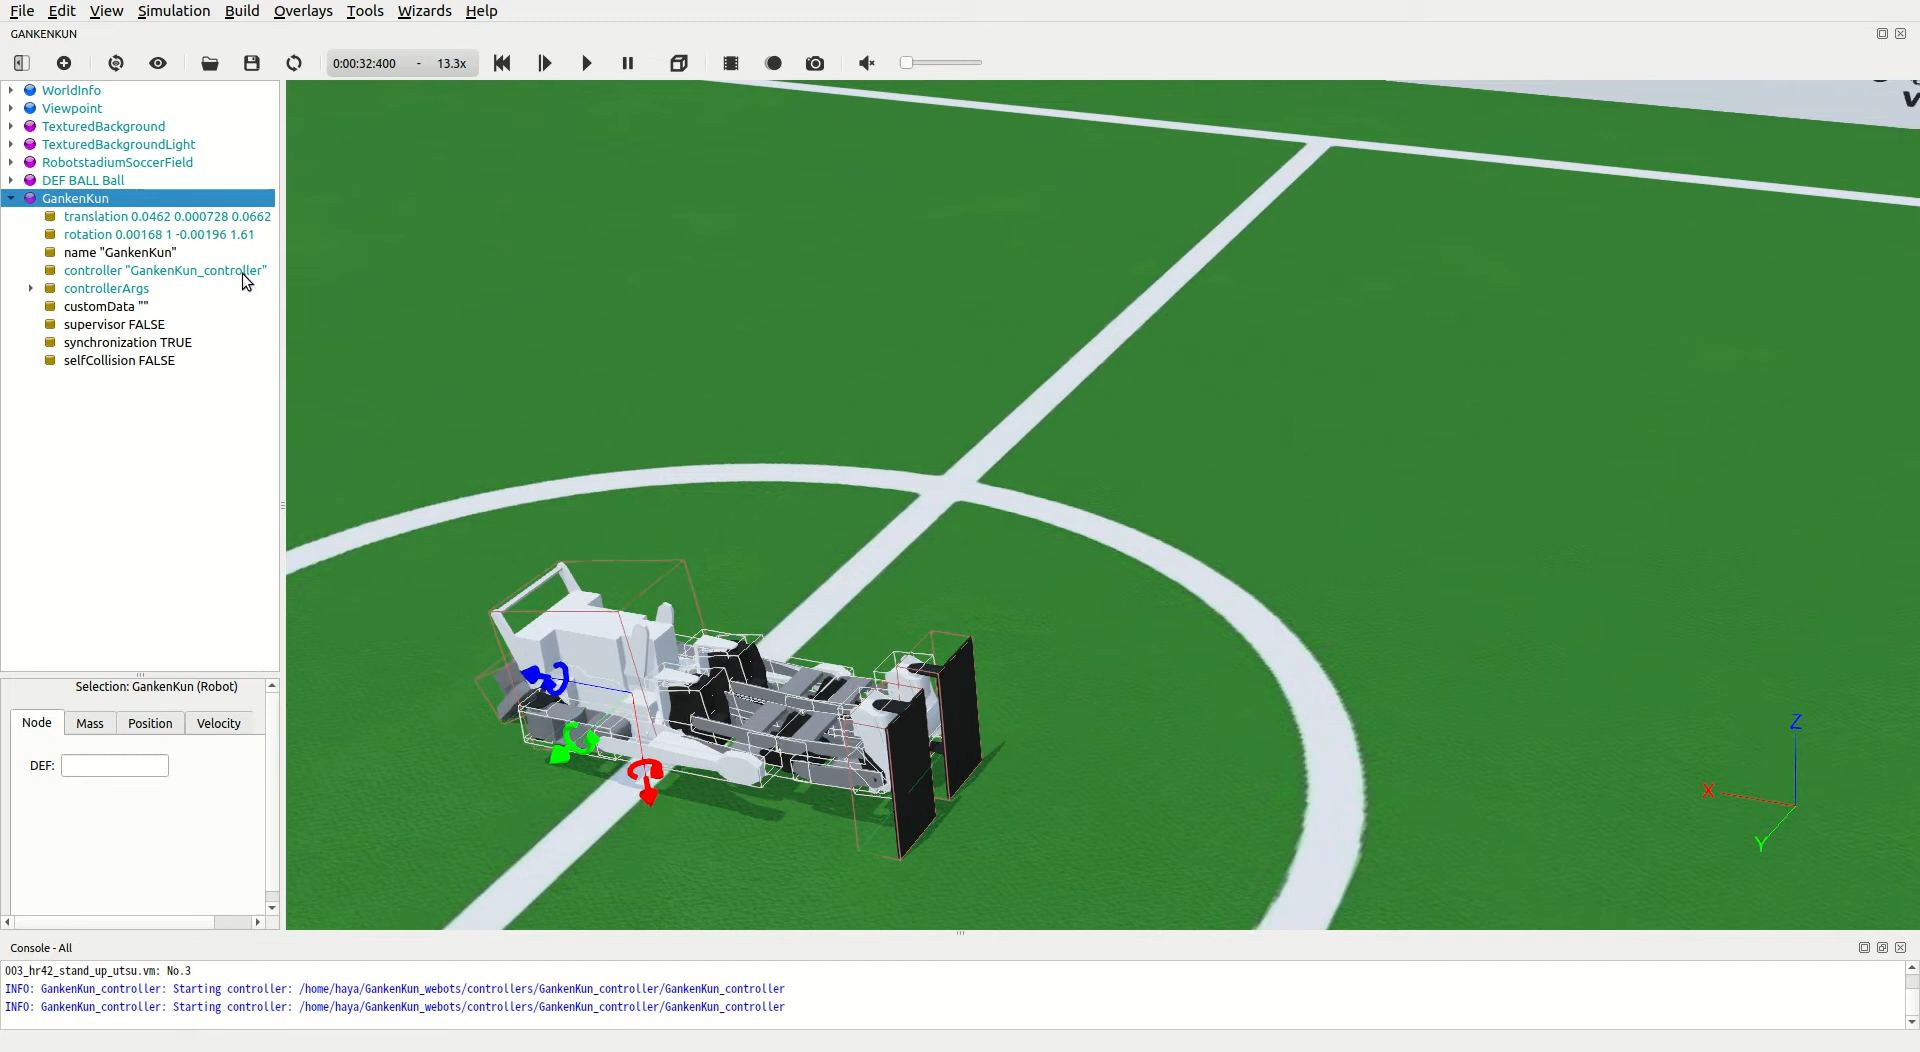 File Edit View Simulation Build Overlays Tools Wizards Help
GANKENKUN
0:00:32:400 - 13.3x
WorldInfo
Viewpoint
TexturedBackground
TexturedBackgroundLight
RobotstadiumSoccerField
DEF BALL Ball
GankenKun
translation 0.0462 0.000728 0.0662
rotation 0.00168 1 -0.00196 1.61
name "GankenKun"
controller "GankenKun_controller"
controllerArgs
customData ""
supervisor FALSE
synchronization TRUE
selfCollision FALSE
Selection: GankenKun (Robot)
Node Mass Position Velocity
DEF:
Z
X
Y
Console - All
003_hr42_stand_up_utsu.vm: No.3
INFO: GankenKun_controller: Starting controller: /home/haya/GankenKun_webots/controllers/GankenKun_controller/GankenKun_controller
INFO: GankenKun_controller: Starting controller: /home/haya/GankenKun_webots/controllers/GankenKun_controller/GankenKun_controller